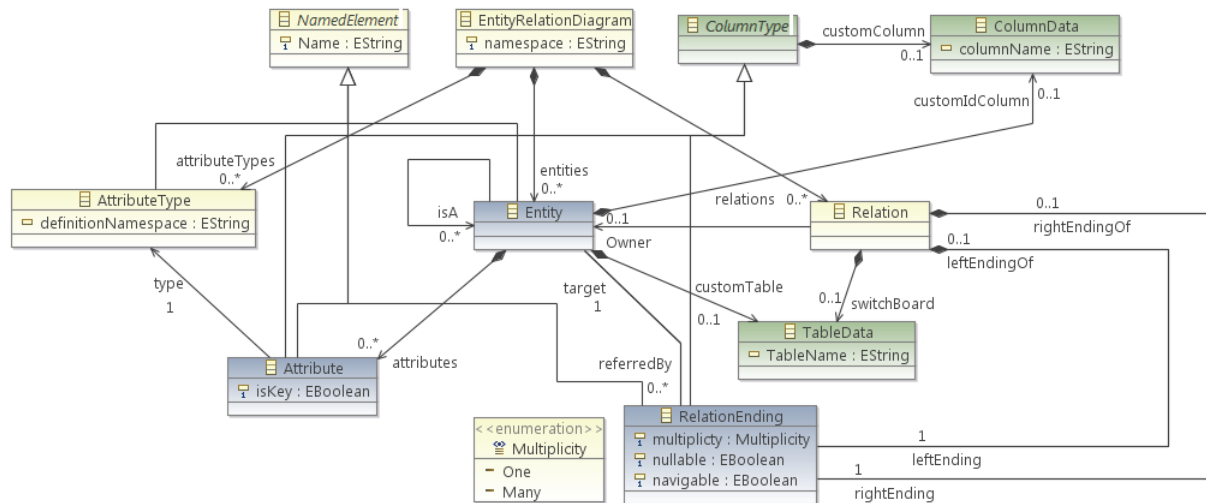 NamedElement
Name : EString
EntityRelationDiagram
namespace : EString
ColumnType
customColumn
0..1
ColumnData
columnName : EString
customIdColumn
0..1
attributeTypes
0..*
entities
0..*
AttributeType
definitionNamespace : EString
isA
0..*
Entity
0..1
Owner
relations
0..*
Relation
0..1
rightEndingOf
0..1
leftEndingOf
type
1
target
1
customTable
0..1
0..1
switchBoard
TableData
TableName : EString
0..*
attributes
Attribute
isKey : EBoolean
referredBy
0..*
<<enumeration>>
Multiplicity
One
Many
RelationEnding
multiplicty : Multiplicity
nullable : EBoolean
navigable : EBoolean
1
leftEnding
1
rightEnding